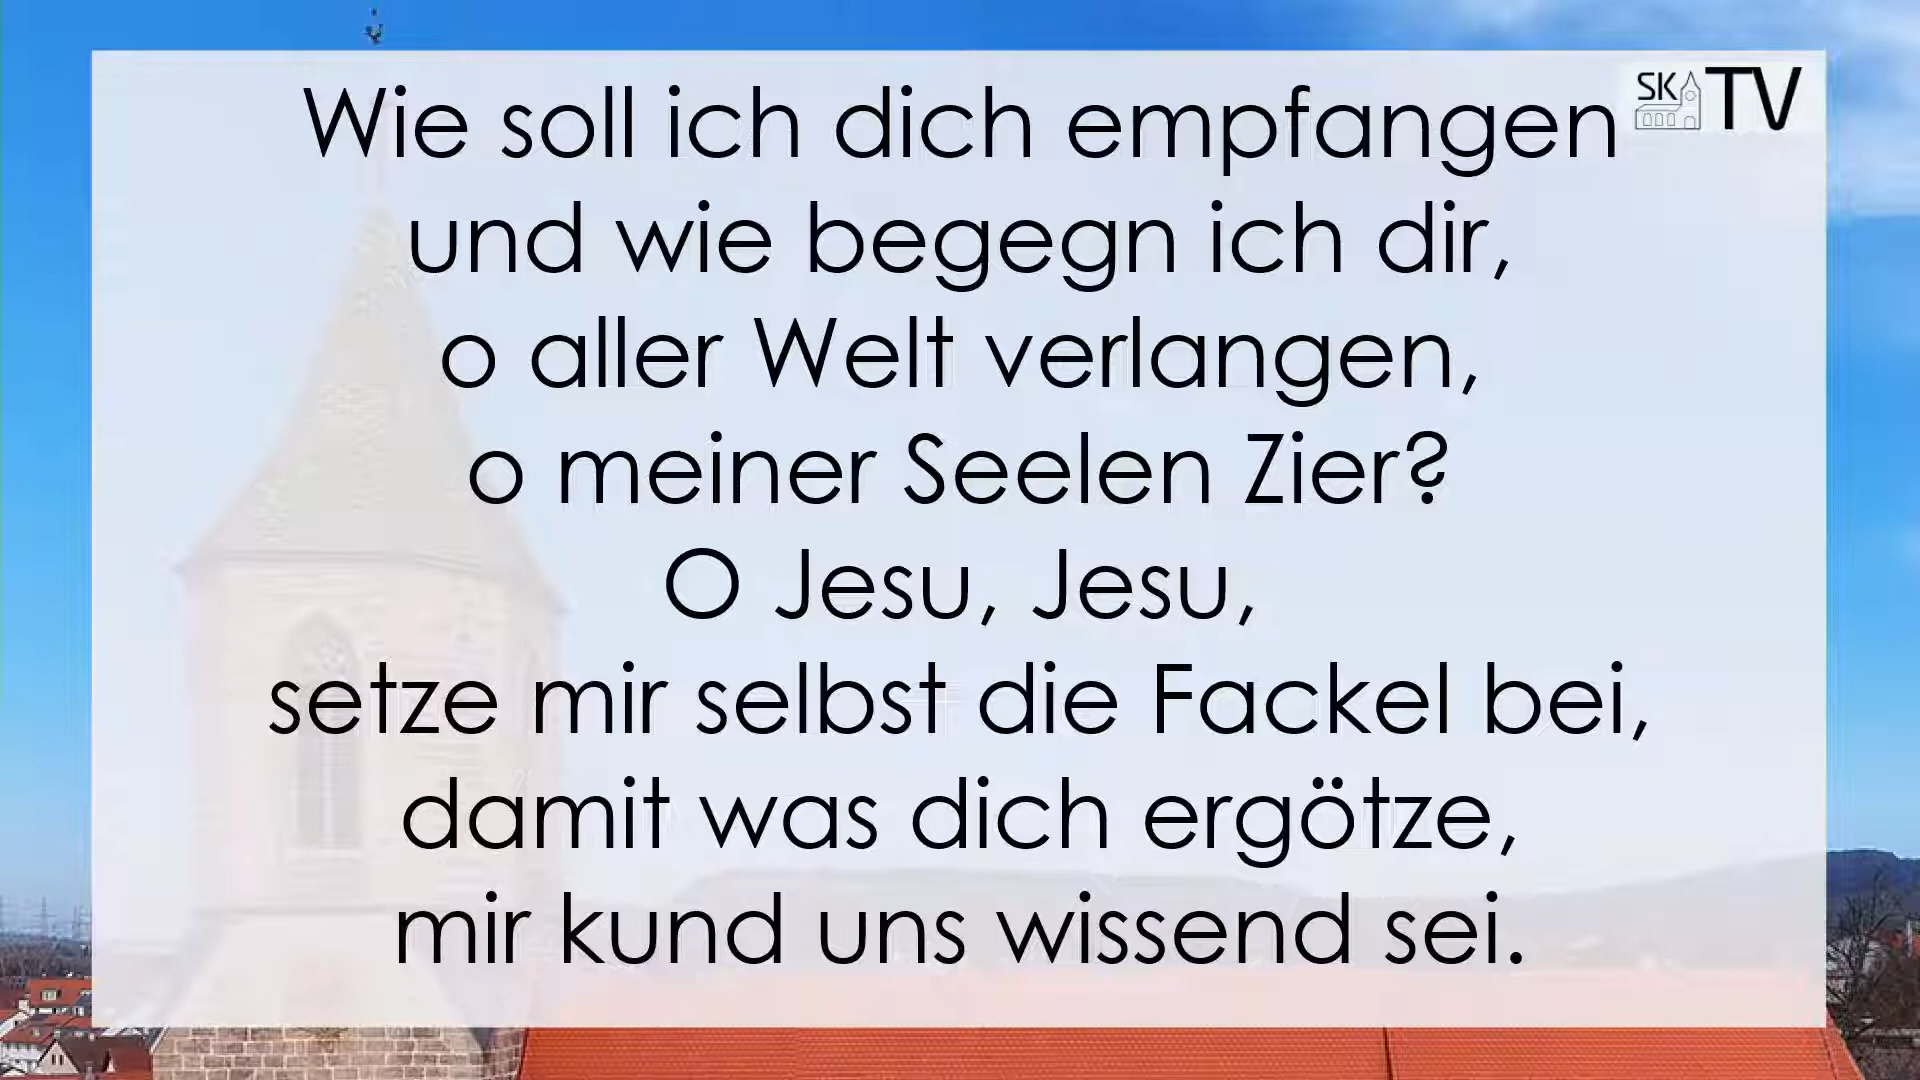 Wie soll ich dich empfangen
SK TV
und wie begegn ich dir,
o aller Welt verlangen,
o meiner Seelen Zier?
O Jesu, Jesu,
setze mir selbst die Fackel bei,
damit was dich ergötze,
mir kund uns wissend sei.